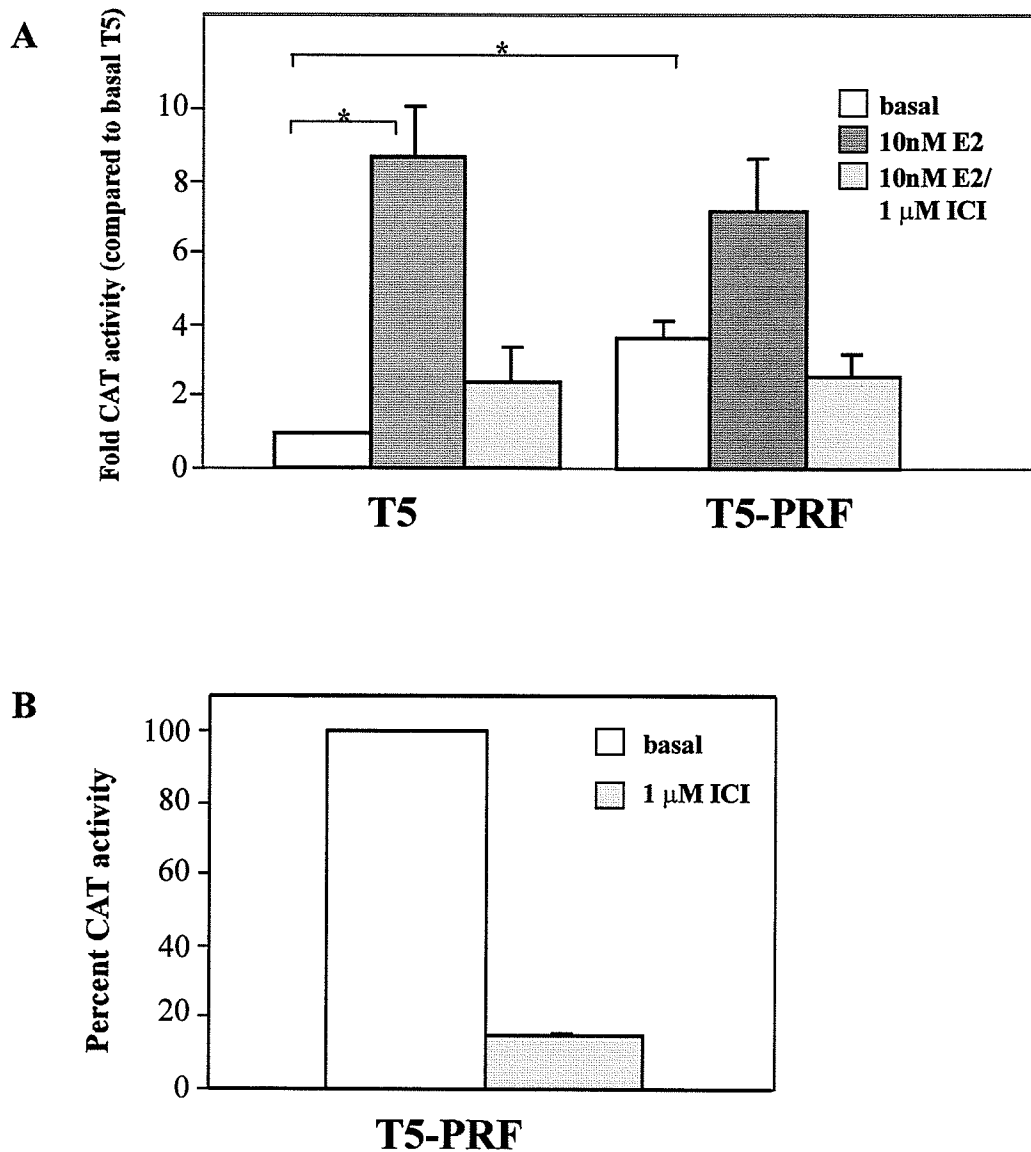 A
Fold CAT activity (compared to basal T5)
10
8
6
4
2
0
*
*
basal
10nM E2
10nM E2/
1 μM ICI
T5
T5-PRF
B
Percent CAT activity
100
80
60
40
20
0
basal
1 μM ICI
T5-PRF